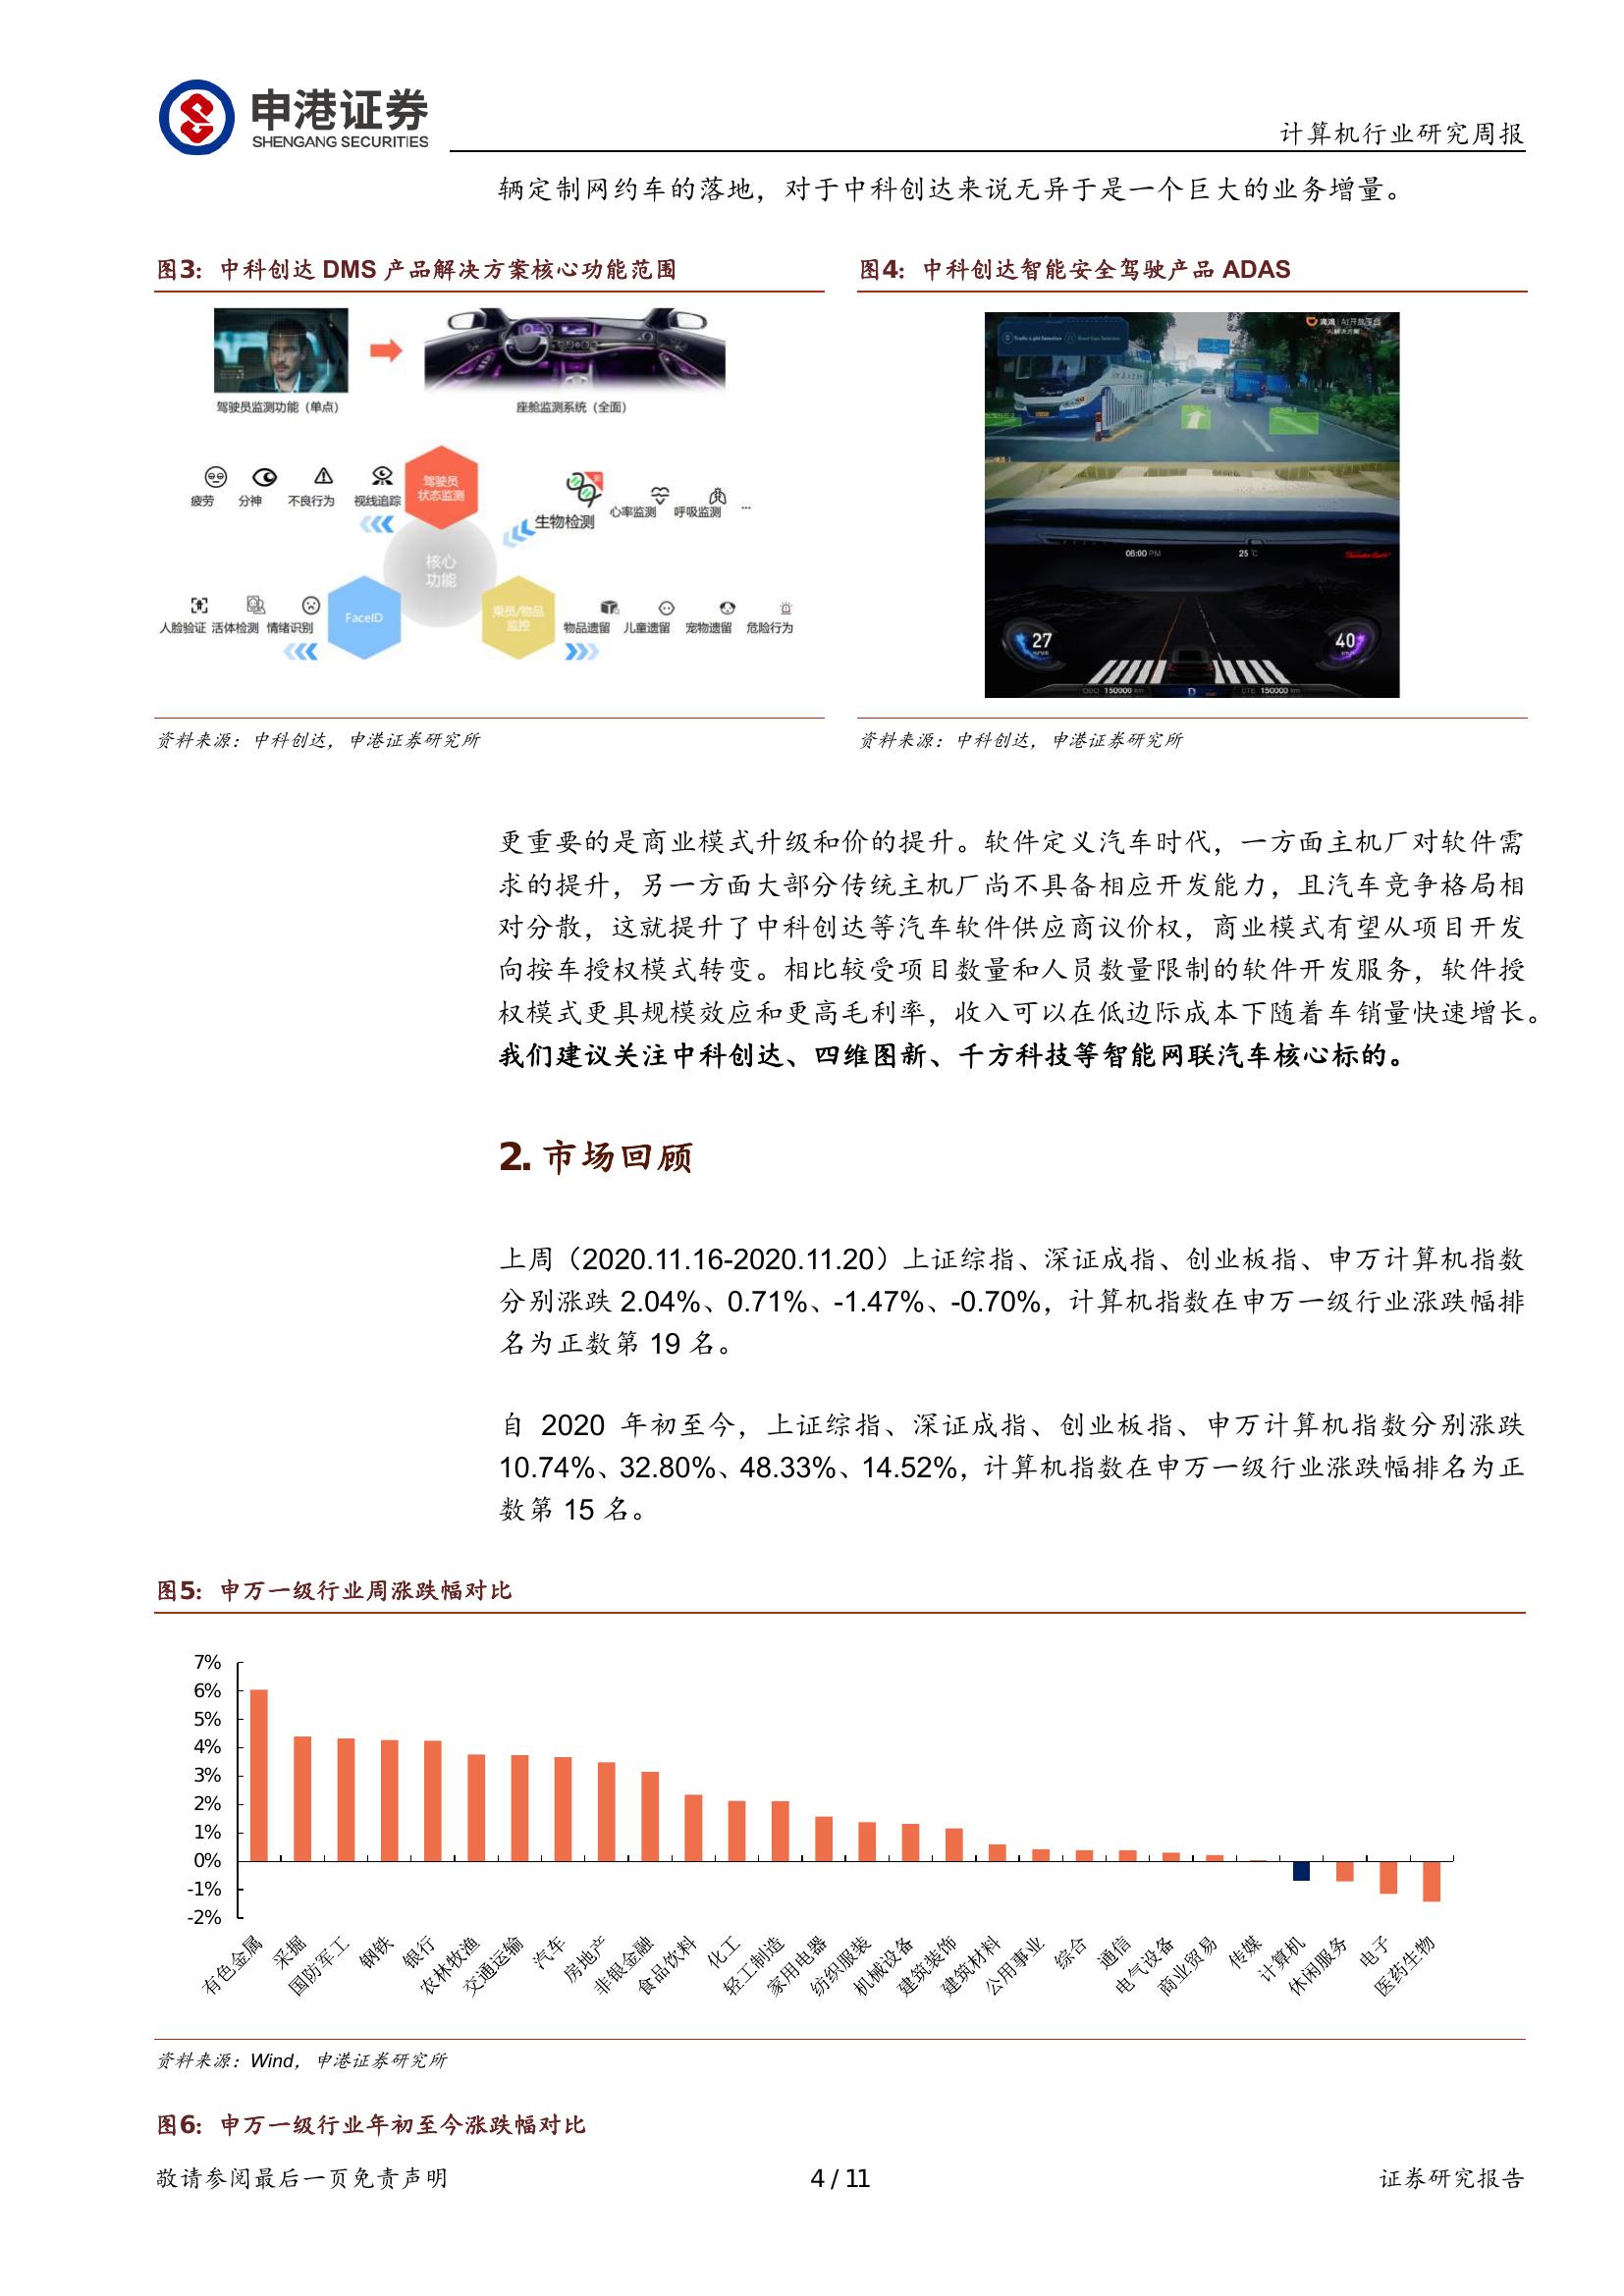 申港证券
SHENGANG SECURITIES
计算机行业研究周报
辆定制网约车的落地，对于中科创达来说无异于是一个巨大的业务增量。
图3：中科创达 DMS 产品解决方案核心功能范围
驾驶员监测功能（单点）
座舱监测系统（全面）
驾驶员
状态监测
疲劳 分神 不良行为 视线追踪
生物检测 心率监测 呼吸监测 ...
核心
功能
FaceID
乘员/物品
监控
人脸验证 活体检测 情绪识别
物品遗留 儿童遗留 宠物遗留 危险行为
资料来源：中科创达，申港证券研究所
图4：中科创达智能安全驾驶产品 ADAS
06:00 PM 25 ℃
27
40
ODO 150000 km D DTE 150000 km
资料来源：中科创达，申港证券研究所
更重要的是商业模式升级和价的提升。软件定义汽车时代，一方面主机厂对软件需
求的提升，另一方面大部分传统主机厂尚不具备相应开发能力，且汽车竞争格局相
对分散，这就提升了中科创达等汽车软件供应商议价权，商业模式有望从项目开发
向按车授权模式转变。相比较受项目数量和人员数量限制的软件开发服务，软件授
权模式更具规模效应和更高毛利率，收入可以在低边际成本下随着车销量快速增长。
我们建议关注中科创达、四维图新、千方科技等智能网联汽车核心标的。
2. 市场回顾
上周（2020.11.16-2020.11.20）上证综指、深证成指、创业板指、申万计算机指数
分别涨跌 2.04%、0.71%、-1.47%、-0.70%，计算机指数在申万一级行业涨跌幅排
名为正数第 19 名。
自 2020 年初至今，上证综指、深证成指、创业板指、申万计算机指数分别涨跌
10.74%、32.80%、48.33%、14.52%，计算机指数在申万一级行业涨跌幅排名为正
数第 15 名。
图5：申万一级行业周涨跌幅对比
7%
6%
5%
4%
3%
2%
1%
0%
-1%
-2%
有色金属 采掘 国防军工 钢铁 银行 农林牧渔 交通运输 汽车 房地产 非银金融 食品饮料 化工 轻工制造 家用电器 纺织服装 机械设备 建筑装饰 建筑材料 公用事业 综合 通信 电气设备 商业贸易 传媒 计算机 休闲服务 电子 医药生物
资料来源：Wind，申港证券研究所
图6：申万一级行业年初至今涨跌幅对比
敬请参阅最后一页免责声明
4 / 11
证券研究报告